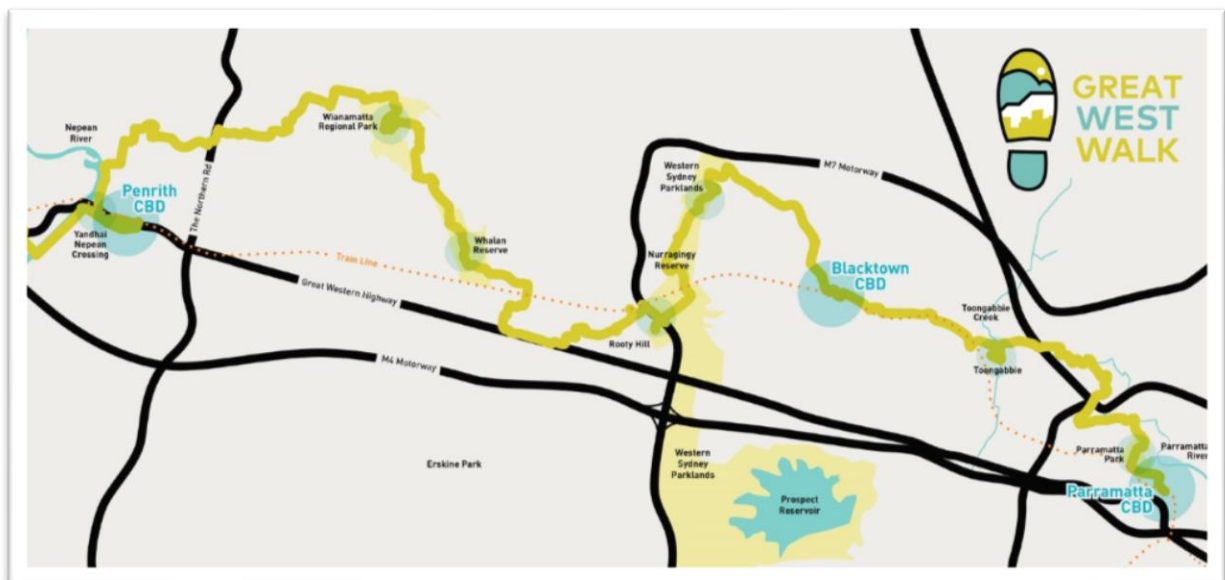 GREAT
WEST
WALK
Nepean
River
Wianamatta
Regional Park
The Northern Rd
Western
Sydney
Parklands
M7 Motorway
Penrith
CBD
Yandhai
Nepean
Crossing
Whalan
Reserve
Train Line
Nurragingy
Reserve
Blacktown
CBD
Great Western Highway
Toongabbie
Creek
Rooty Hill
M4 Motorway
Toongabbie
Erskine Park
Western
Sydney
Parklands
Prospect
Reservoir
Parramatta
Park
Parramatta
River
Parramatta
CBD